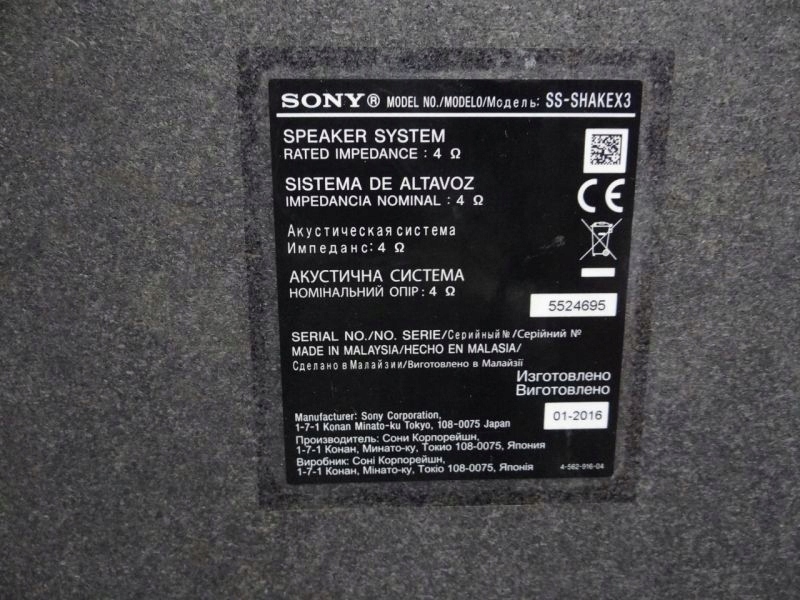 SONY® MODEL NO./MODELO/Модель: SS-SHAKEX3
SPEAKER SYSTEM
RATED IMPEDANCE : 4 Ω
SISTEMA DE ALTAVOZ
IMPEDANCIA NOMINAL : 4 Ω
Акустическая система
Импеданс: 4 Ω
АКУСТИЧНА СИСТЕМА
НОМІНАЛЬНИЙ ОПІР : 4 Ω
CE
5524695
SERIAL NO./NO. SERIE/Серийный №/Серійний №
MADE IN MALAYSIA/HECHO EN MALASIA/
Сделано в Малайзии/Виготовлено в Малайзії
Изготовлено
Виготовлено
01-2016
Manufacturer: Sony Corporation,
1-7-1 Konan Minato-ku Tokyo, 108-0075 Japan
Производитель: Сони Корпорейшн,
1-7-1 Конан, Минато-ку, Токио 108-0075, Япония
Виробник: Соні Корпорейшн,
1-7-1 Конан, Мінато-ку, Токіо 108-0075, Японія
4-562-916-04